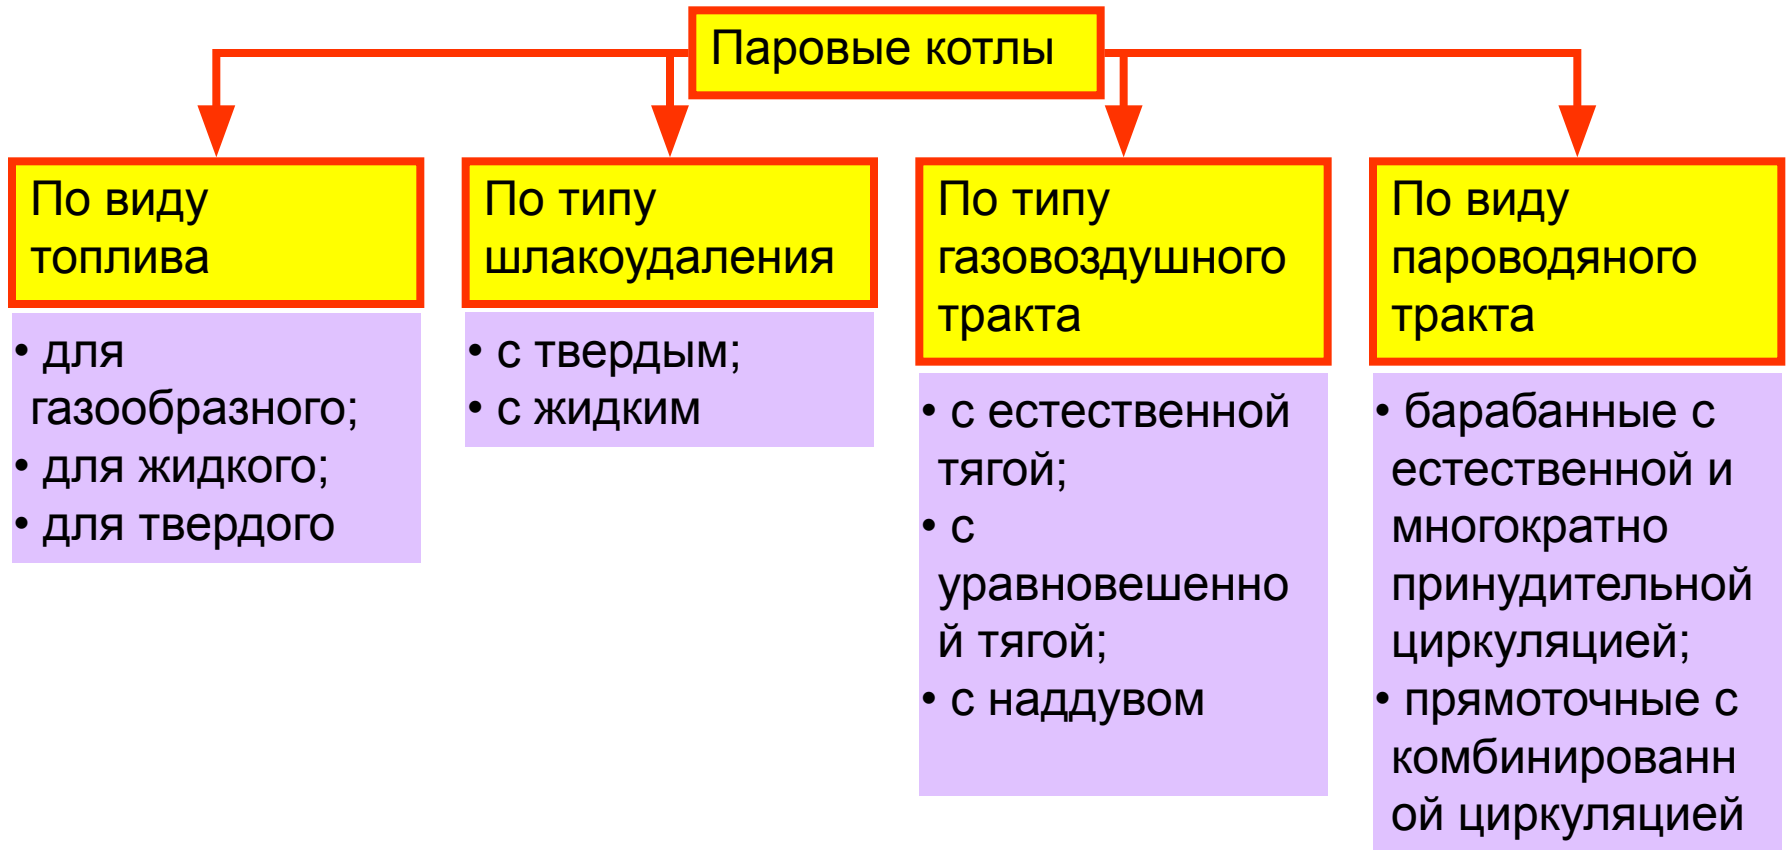 Паровые котлы
По виду
топлива
• для
газообразного;
• для жидкого;
• для твердого
По типу
шлакоудаления
• с твердым;
• с жидким
По типу
газовоздушного
тракта
• с естественной
тягой;
• с
уравновешенно
й тягой;
• с наддувом
По виду
пароводяного
тракта
• барабанные с
естественной и
многократно
принудительной
циркуляцией;
• прямоточные с
комбинированн
ой циркуляцией